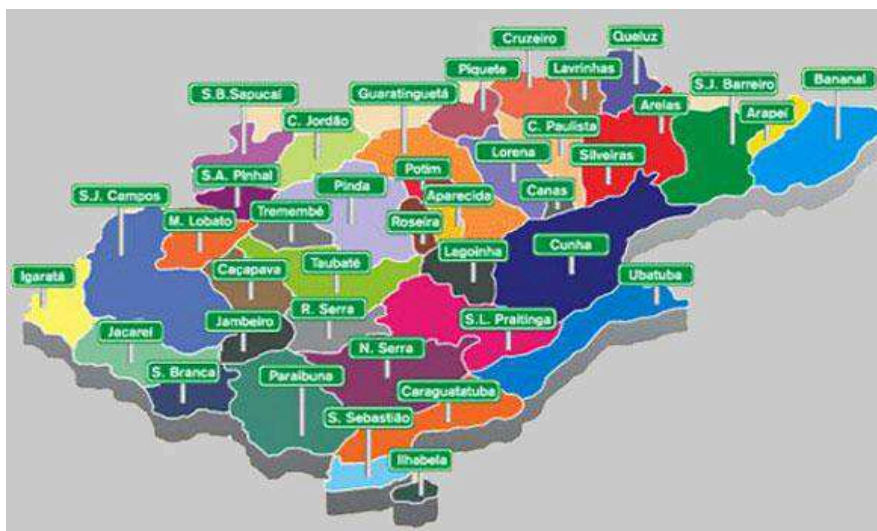 Cruzeiro
Queluz
Piquete
Lavrinhas
S.J. Barreiro
Bananal
S.B.Sapucaí
Guaratinguetá
C. Jordão
Areias
Arapeí
C. Paulista
Lorena
Silveiras
S.A. Pinhal
Potim
Pinda
S.J. Campos
Canas
Aparecida
M. Lobato
Tremembé
Roseira
Lagoinha
Cunha
Igaratá
Caçapava
Taubaté
Ubatuba
R. Serra
Jambeiro
S.L. Praitinga
Jacareí
N. Serra
S. Branca
Paraibuna
Caraguatatuba
S. Sebastião
Ilhabela